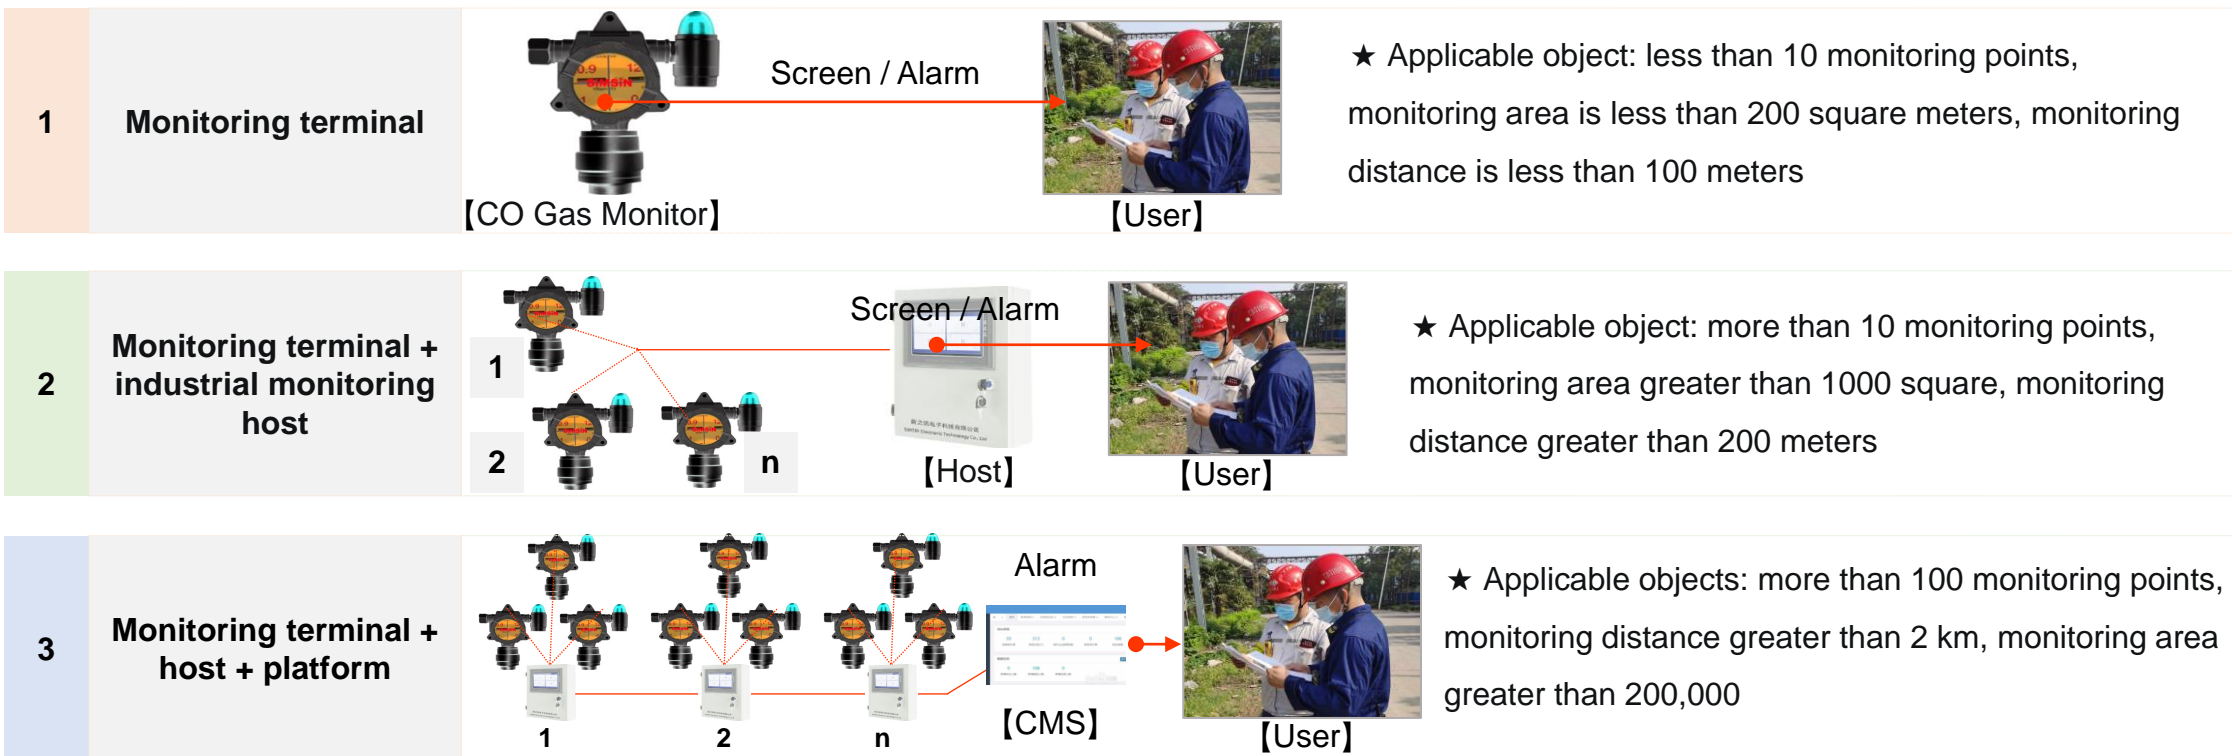 1
Monitoring terminal
Screen / Alarm
SINSIN
【CO Gas Monitor】
【User】
★ Applicable object: less than 10 monitoring points,
monitoring area is less than 200 square meters, monitoring
distance is less than 100 meters
2
Monitoring terminal +
industrial monitoring
host
1
2
n
Screen / Alarm
【Host】
【User】
★ Applicable object: more than 10 monitoring points,
monitoring area greater than 1000 square, monitoring
distance greater than 200 meters
3
Monitoring terminal +
host + platform
1
2
n
Alarm
【CMS】
【User】
★ Applicable objects: more than 100 monitoring points,
monitoring distance greater than 2 km, monitoring area
greater than 200,000